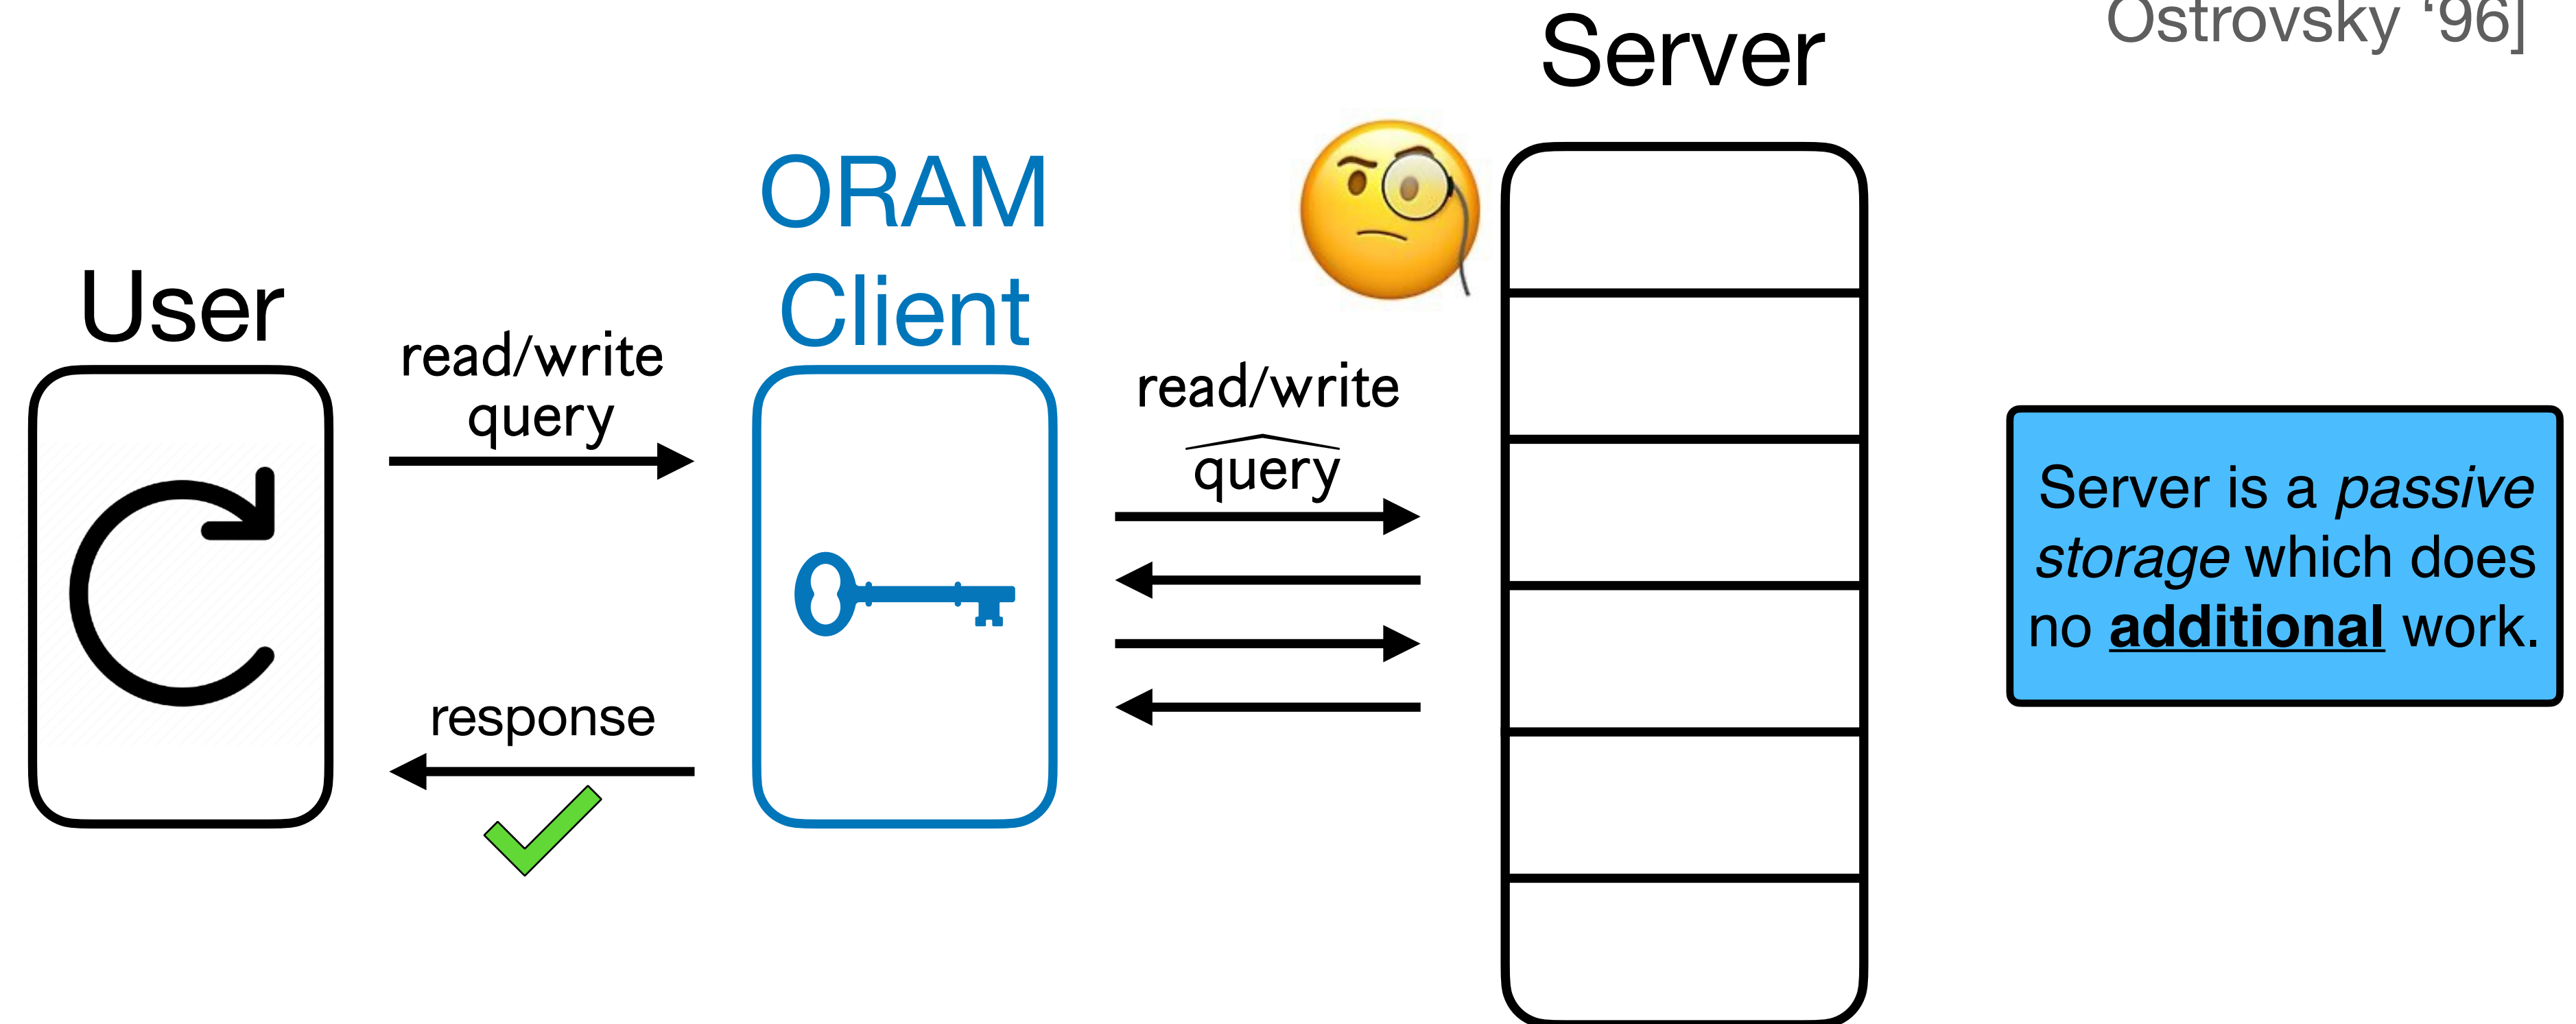 Ostrovsky ‘96]
Server
ORAM
Client
User
read/write
query
read/write
query
response
Server is a passive
storage which does
no additional work.